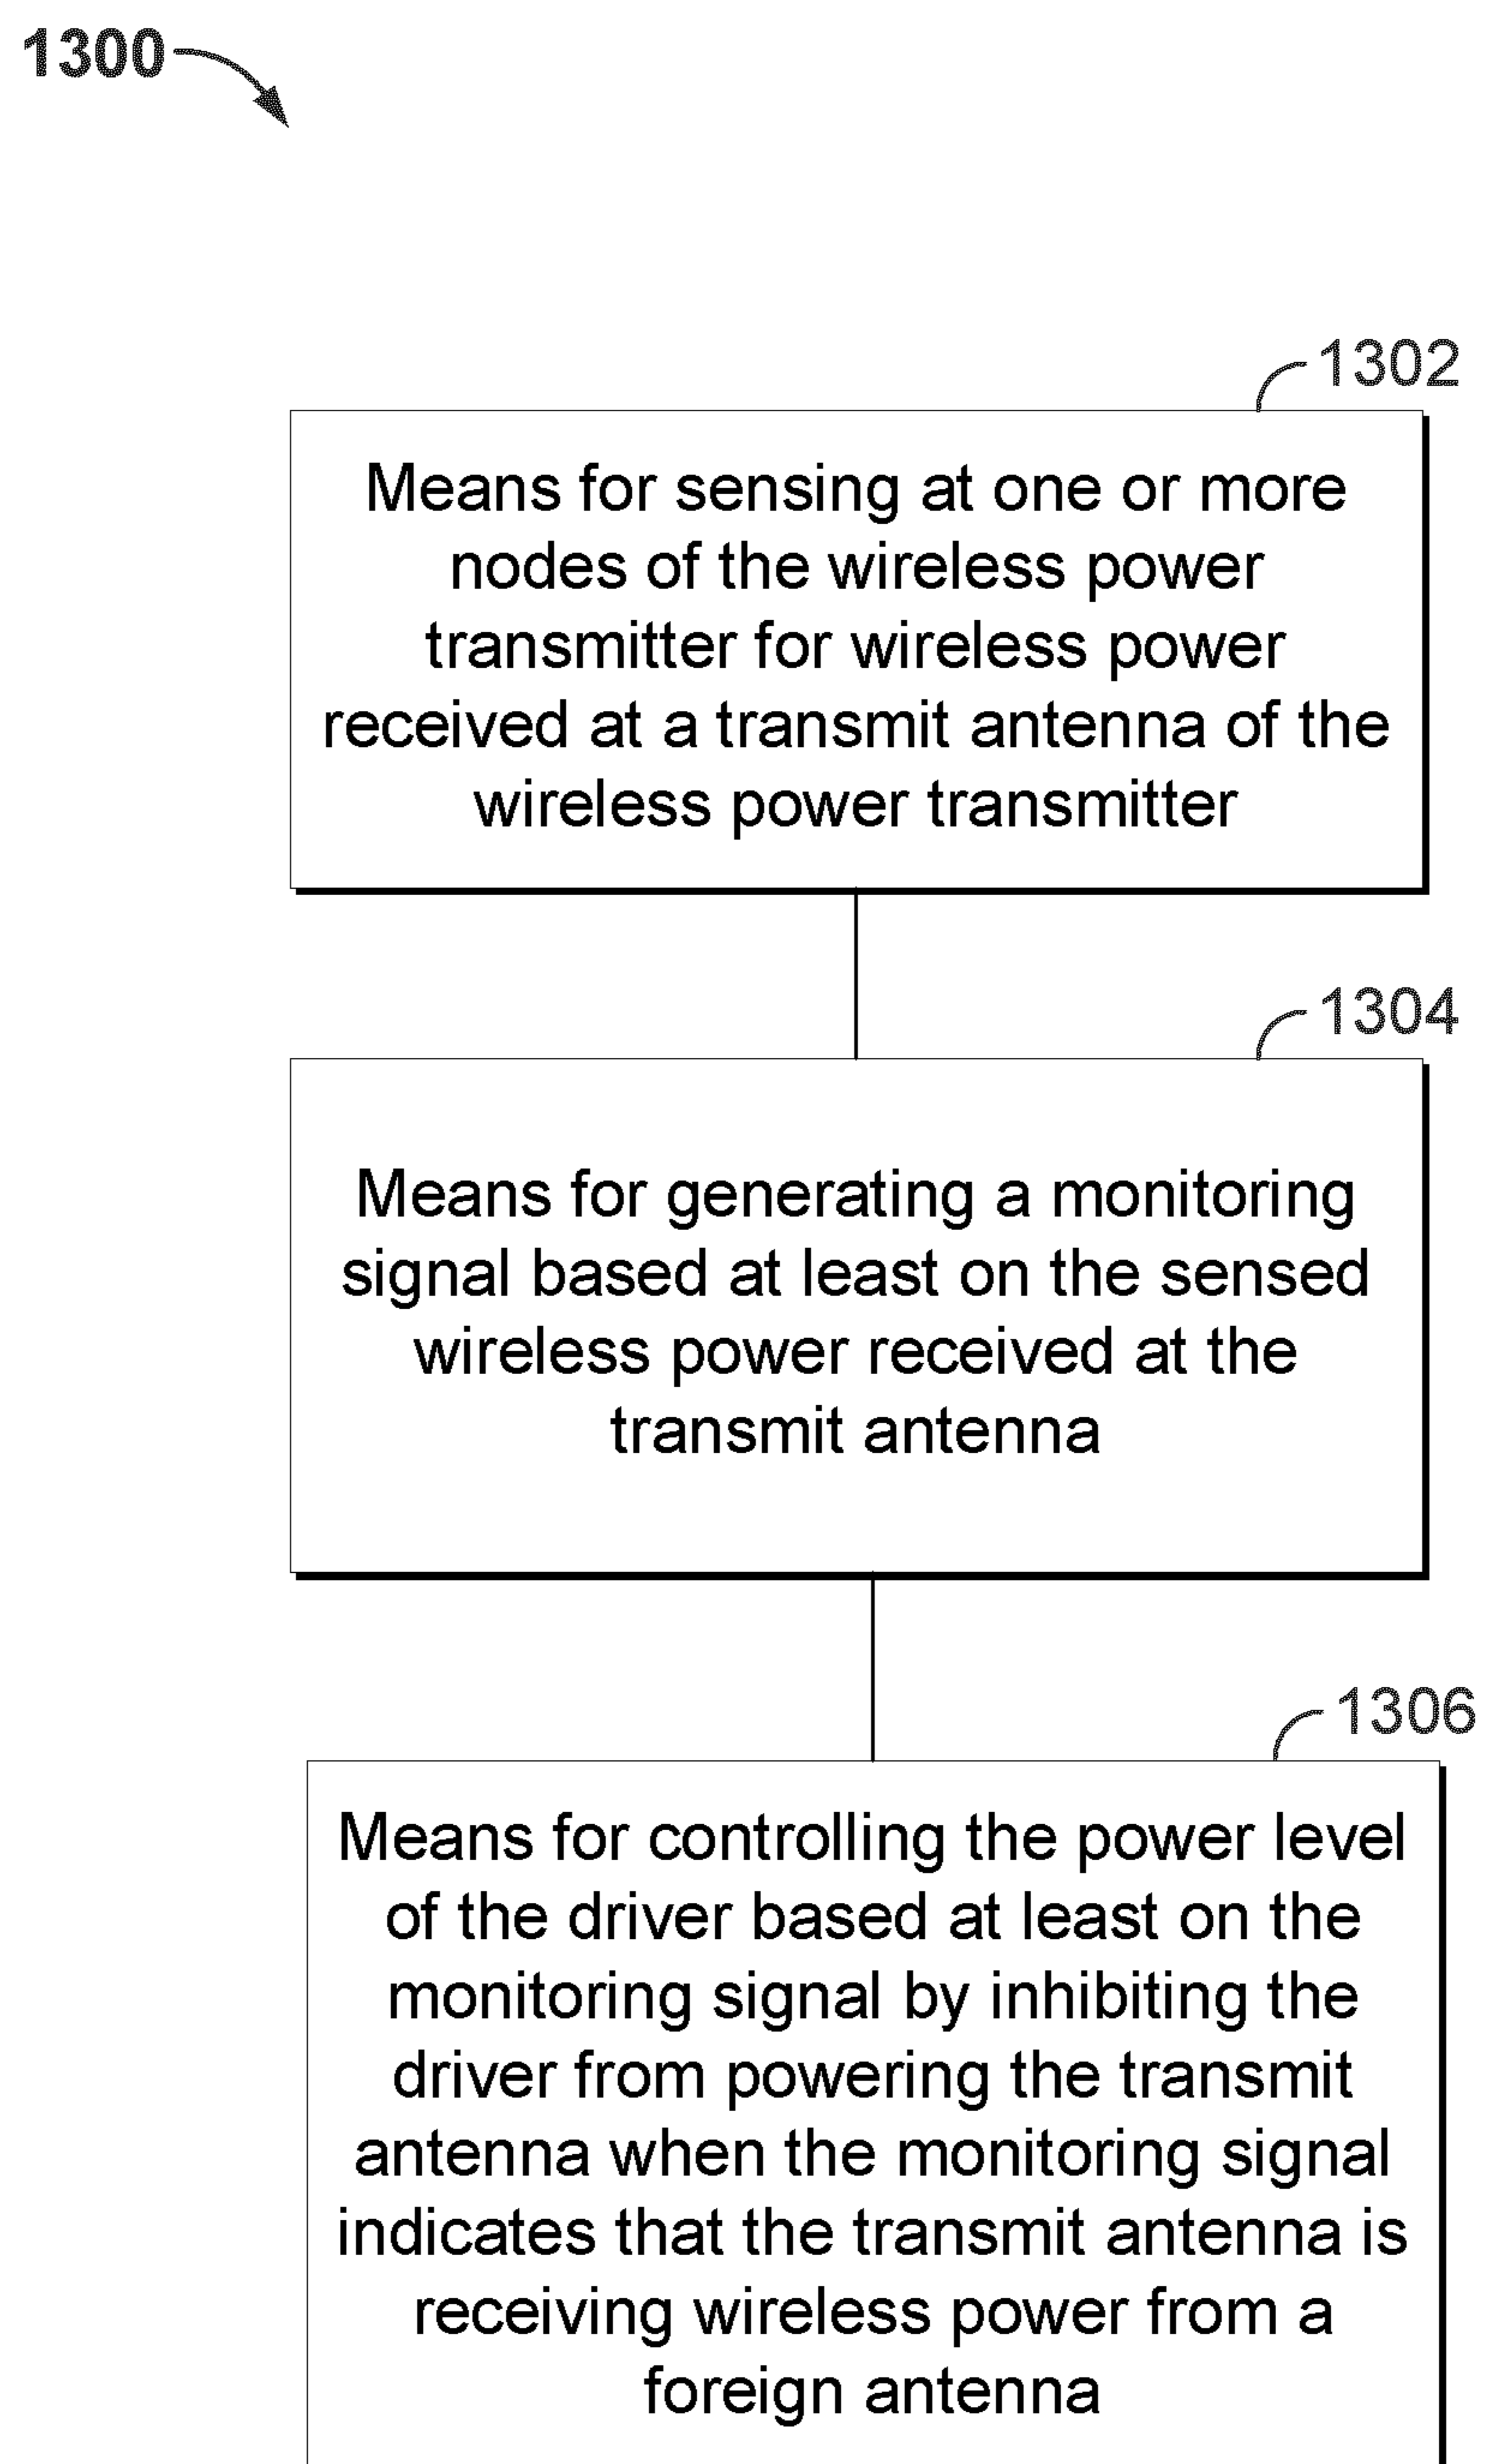 1300
1302
Means for sensing at one or more
nodes of the wireless power
transmitter for wireless power
received at a transmit antenna of the
wireless power transmitter
1304
Means for generating a monitoring
signal based at least on the sensed
wireless power received at the
transmit antenna
1306
Means for controlling the power level
of the driver based at least on the
monitoring signal by inhibiting the
driver from powering the transmit
antenna when the monitoring signal
indicates that the transmit antenna is
receiving wireless power from a
foreign antenna